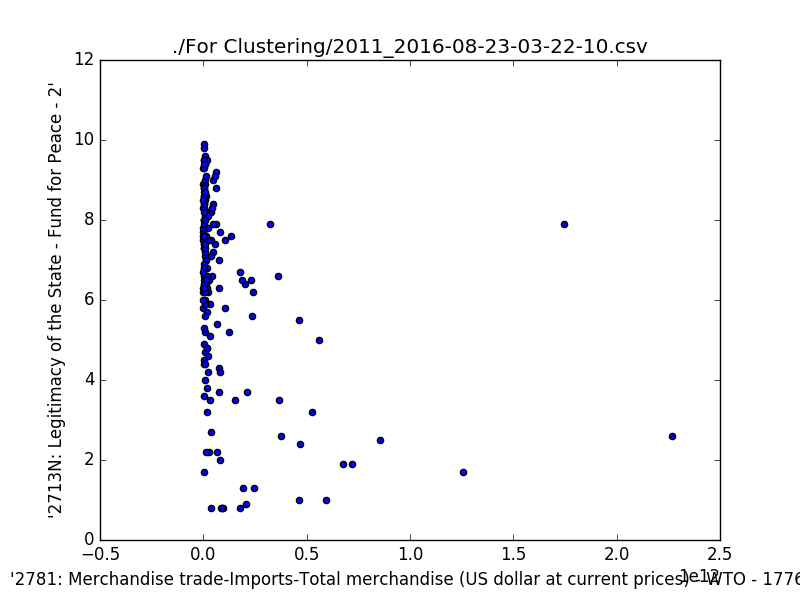 ./For Clustering/2011_2016-08-23-03-22-10.csv
'2713N: Legitimacy of the State - Fund for Peace - 2'
12
10
8
6
4
2
0
−0.5 0.0 0.5 1.0 1.5 2.0 2.5
1e12
'2781: Merchandise trade-Imports-Total merchandise (US dollar at current prices) - WTO - 1776